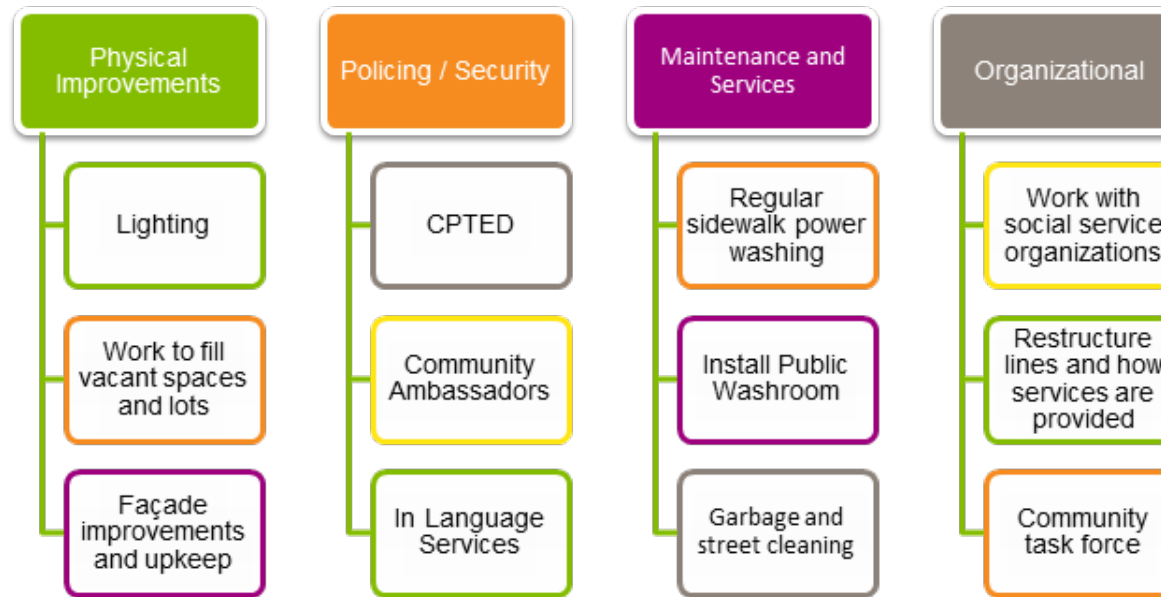 Physical
Improvements
Lighting
Work to fill
vacant spaces
and lots
Façade
improvements
and upkeep
Policing / Security
CPTED
Community
Ambassadors
In Language
Services
Maintenance and
Services
Regular
sidewalk power
washing
Install Public
Washroom
Garbage and
street cleaning
Organizational
Work with
social service
organizations
Restructure
lines and how
services are
provided
Community
task force